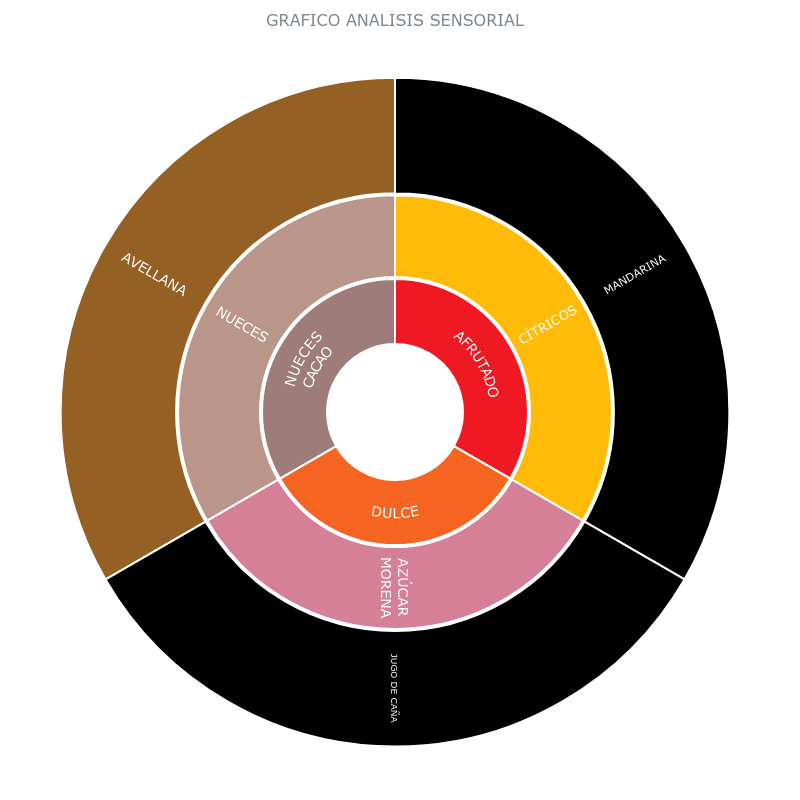 GRAFICO ANALISIS SENSORIAL
AVELLANA
MANDARINA
NUECES
CÍTRICOS
NUECES
CACAO
AFRUTADO
DULCE
AZÚCAR
MORENA
JUGO DE CAÑA